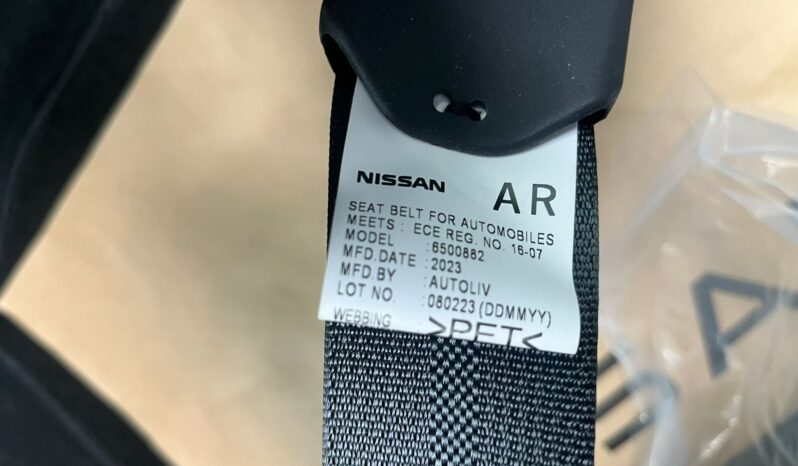 NISSAN AR
SEAT BELT FOR AUTOMOBILES
MEETS : ECE REG. NO. 16-07
MODEL : 6500882
MFD.DATE : 2023
MFD.BY : AUTOLIV
LOT NO. : 080223 (DDMMYY)
WEBBING >PET<